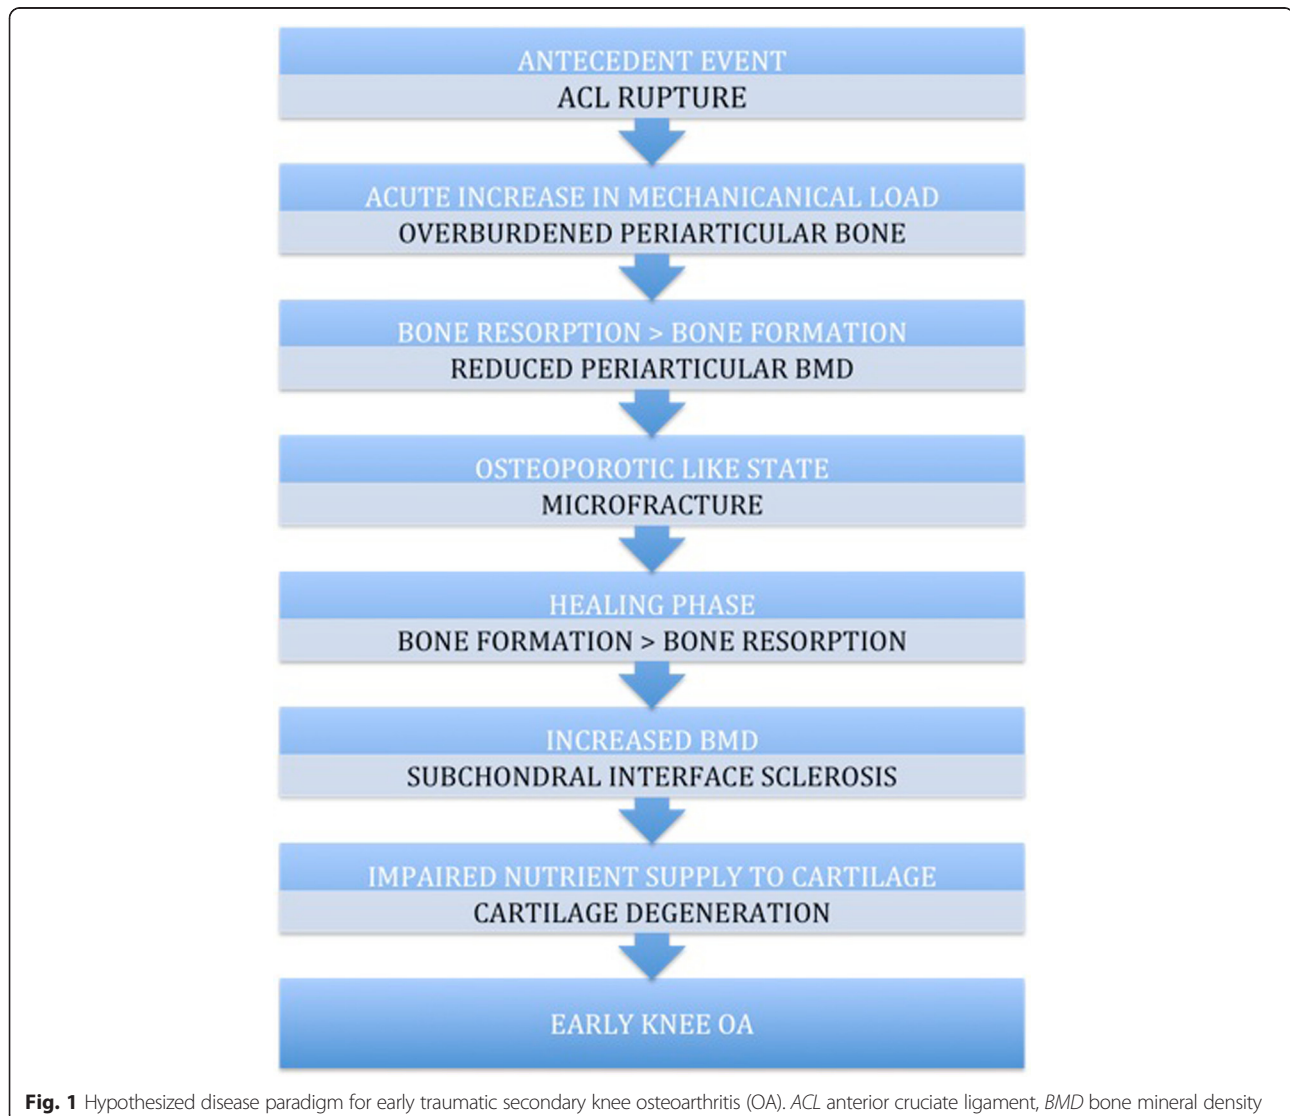 ANTECEDENT EVENT
ACL RUPTURE
ACUTE INCREASE IN MECHANICANICAL LOAD
OVERBURDENED PERIARTICULAR BONE
BONE RESORPTION > BONE FORMATION
REDUCED PERIARTICULAR BMD
OSTEOPOROTIC LIKE STATE
MICROFRACTURE
HEALING PHASE
BONE FORMATION > BONE RESORPTION
INCREASED BMD
SUBCHONDRAL INTERFACE SCLEROSIS
IMPAIRED NUTRIENT SUPPLY TO CARTILAGE
CARTILAGE DEGENERATION
EARLY KNEE OA
Fig. 1 Hypothesized disease paradigm for early traumatic secondary knee osteoarthritis (OA). ACL anterior cruciate ligament, BMD bone mineral density